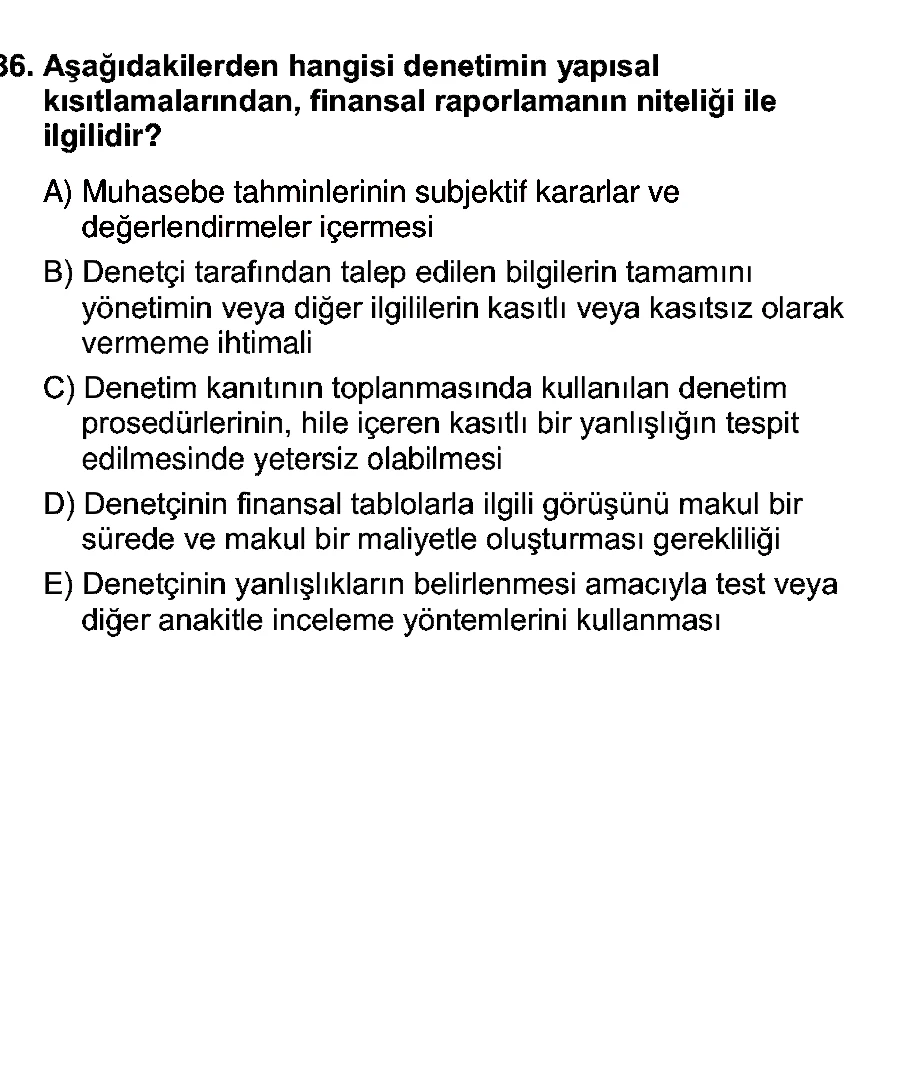 36. Aşağıdakilerden hangisi denetimin yapısal
kısıtlamalarından, finansal raporlamanın niteliği ile
ilgilidir?
A) Muhasebe tahminlerinin subjektif kararlar ve
değerlendirmeler içermesi
B) Denetçi tarafından talep edilen bilgilerin tamamını
yönetimin veya diğer ilgililerin kasıtlı veya kasıtsız olarak
vermeme ihtimali
C) Denetim kanıtının toplanmasında kullanılan denetim
prosedürlerinin, hile içeren kasıtlı bir yanlışlığın tespit
edilmesinde yetersiz olabilmesi
D) Denetçinin finansal tablolarla ilgili görüşünü makul bir
sürede ve makul bir maliyetle oluşturması gerekliliği
E) Denetçinin yanlışlıkların belirlenmesi amacıyla test veya
diğer anakitle inceleme yöntemlerini kullanması